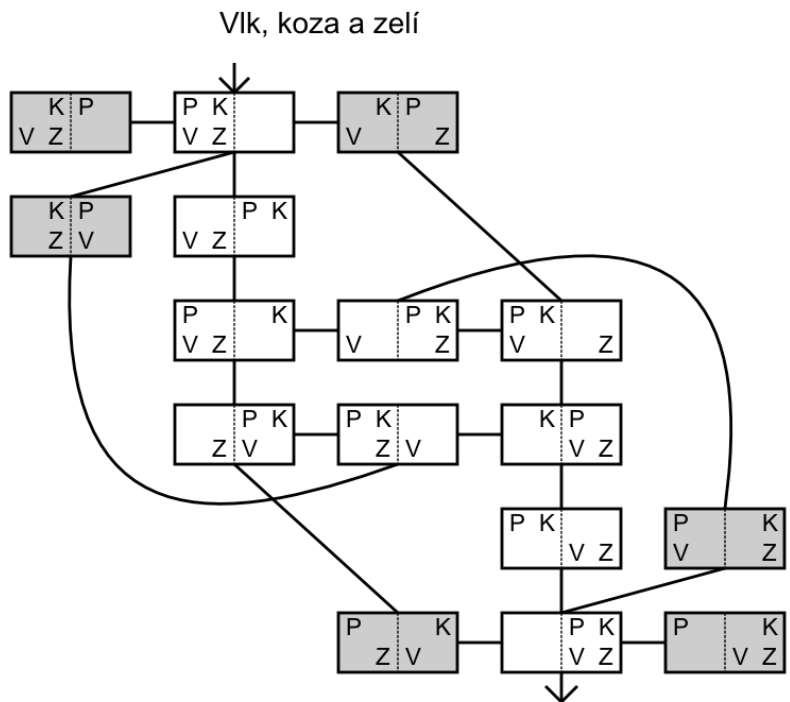 Vlk, koza a zelí
K P P K K P
V Z V Z V Z
K P P K
Z V V Z
P K P K P K
V Z V Z V Z
P K P K K P
Z V Z V V Z
P K P K
V Z V Z
P K P K P K
Z V V Z V Z